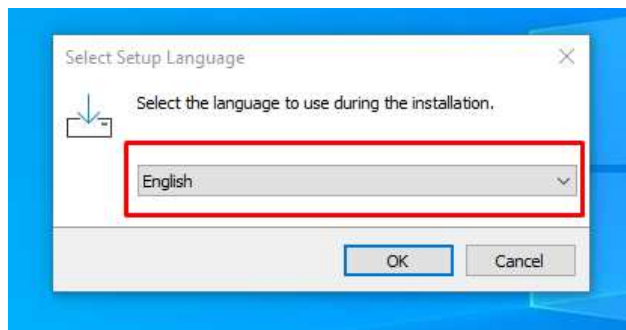 Select Setup Language
Select the language to use during the installation.
English
OK
Cancel